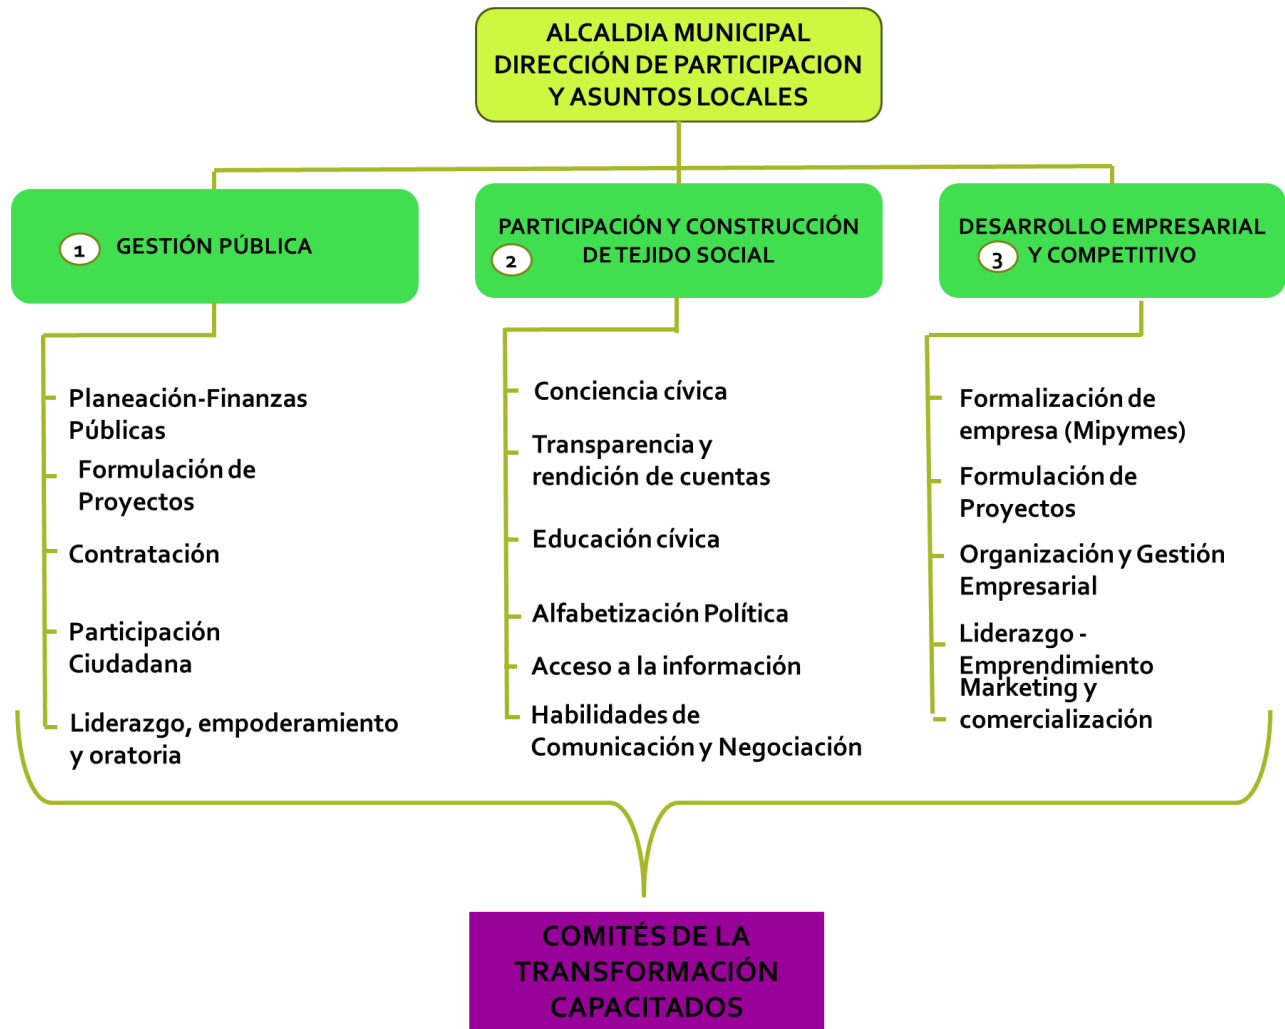 ALCALDIA MUNICIPAL
DIRECCIÓN DE PARTICIPACION
Y ASUNTOS LOCALES
1 GESTIÓN PÚBLICA
PARTICIPACIÓN Y CONSTRUCCIÓN
2 DE TEJIDO SOCIAL
DESARROLLO EMPRESARIAL
3 Y COMPETITIVO
Planeación-Finanzas
Públicas
Formulación de
Proyectos
Contratación
Participación
Ciudadana
Liderazgo, empoderamiento
y oratoria
Conciencia cívica
Transparencia y
rendición de cuentas
Educación cívica
Alfabetización Política
Acceso a la información
Habilidades de
Comunicación y Negociación
Formalización de
empresa (Mipymes)
Formulación de
Proyectos
Organización y Gestión
Empresarial
Liderazgo -
Emprendimiento
Marketing y
comercialización
COMITÉS DE LA
TRANSFORMACIÓN
CAPACITADOS